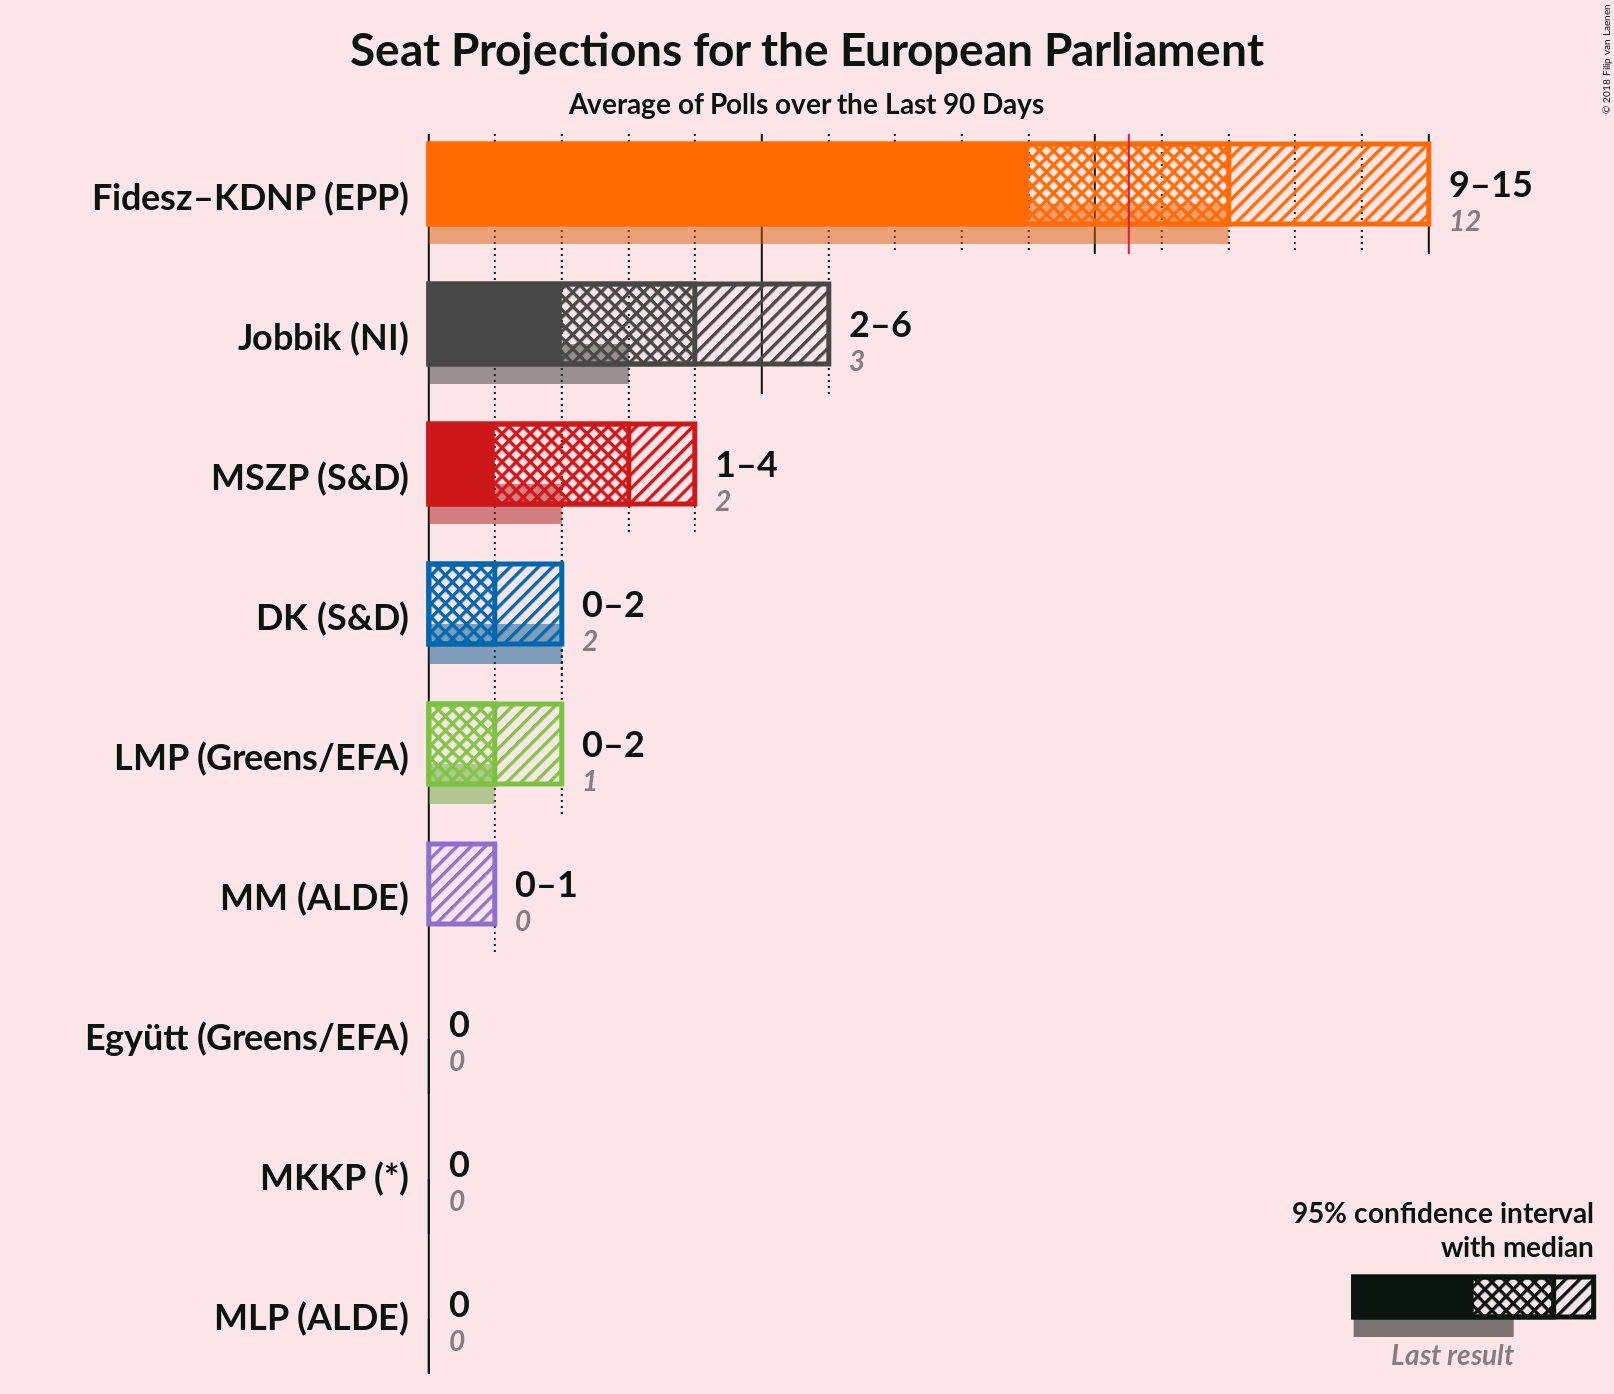 © 2018 Filip van Laenen
Seat Projections for the European Parliament
Average of Polls over the Last 90 Days
Fidesz–KDNP (EPP)
9–15
12
Jobbik (NI)
2–6
3
MSZP (S&D)
1–4
2
DK (S&D)
0–2
2
LMP (Greens/EFA)
0–2
1
MM (ALDE)
0–1
0
Együtt (Greens/EFA)
0
0
MKKP (*)
0
0
MLP (ALDE)
0
0
95% confidence interval
with median
Last result